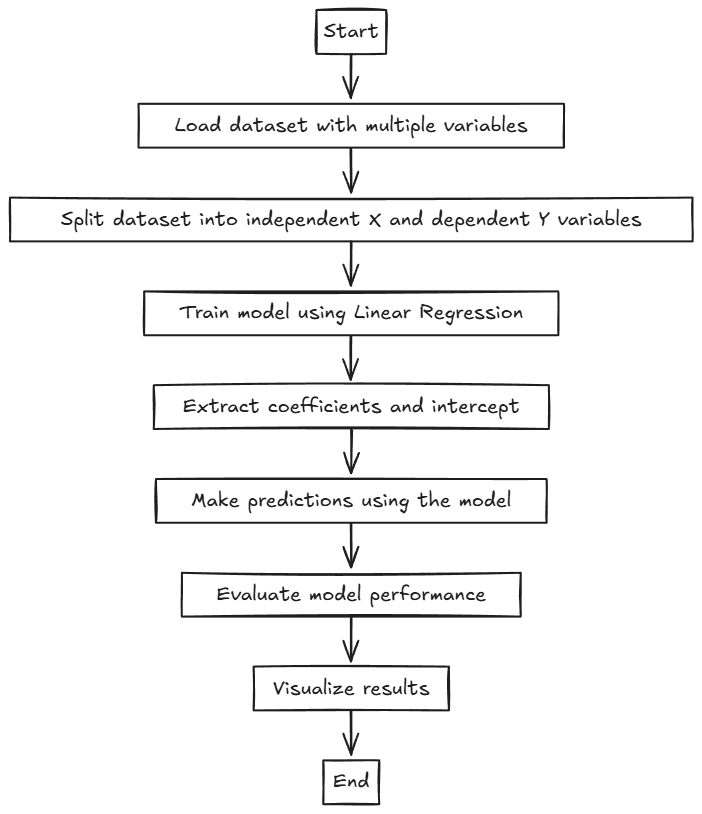 Start
Load dataset with multiple variables
Split dataset into independent X and dependent Y variables
Train model using Linear Regression
Extract coefficients and intercept
Make predictions using the model
Evaluate model performance
Visualize results
End